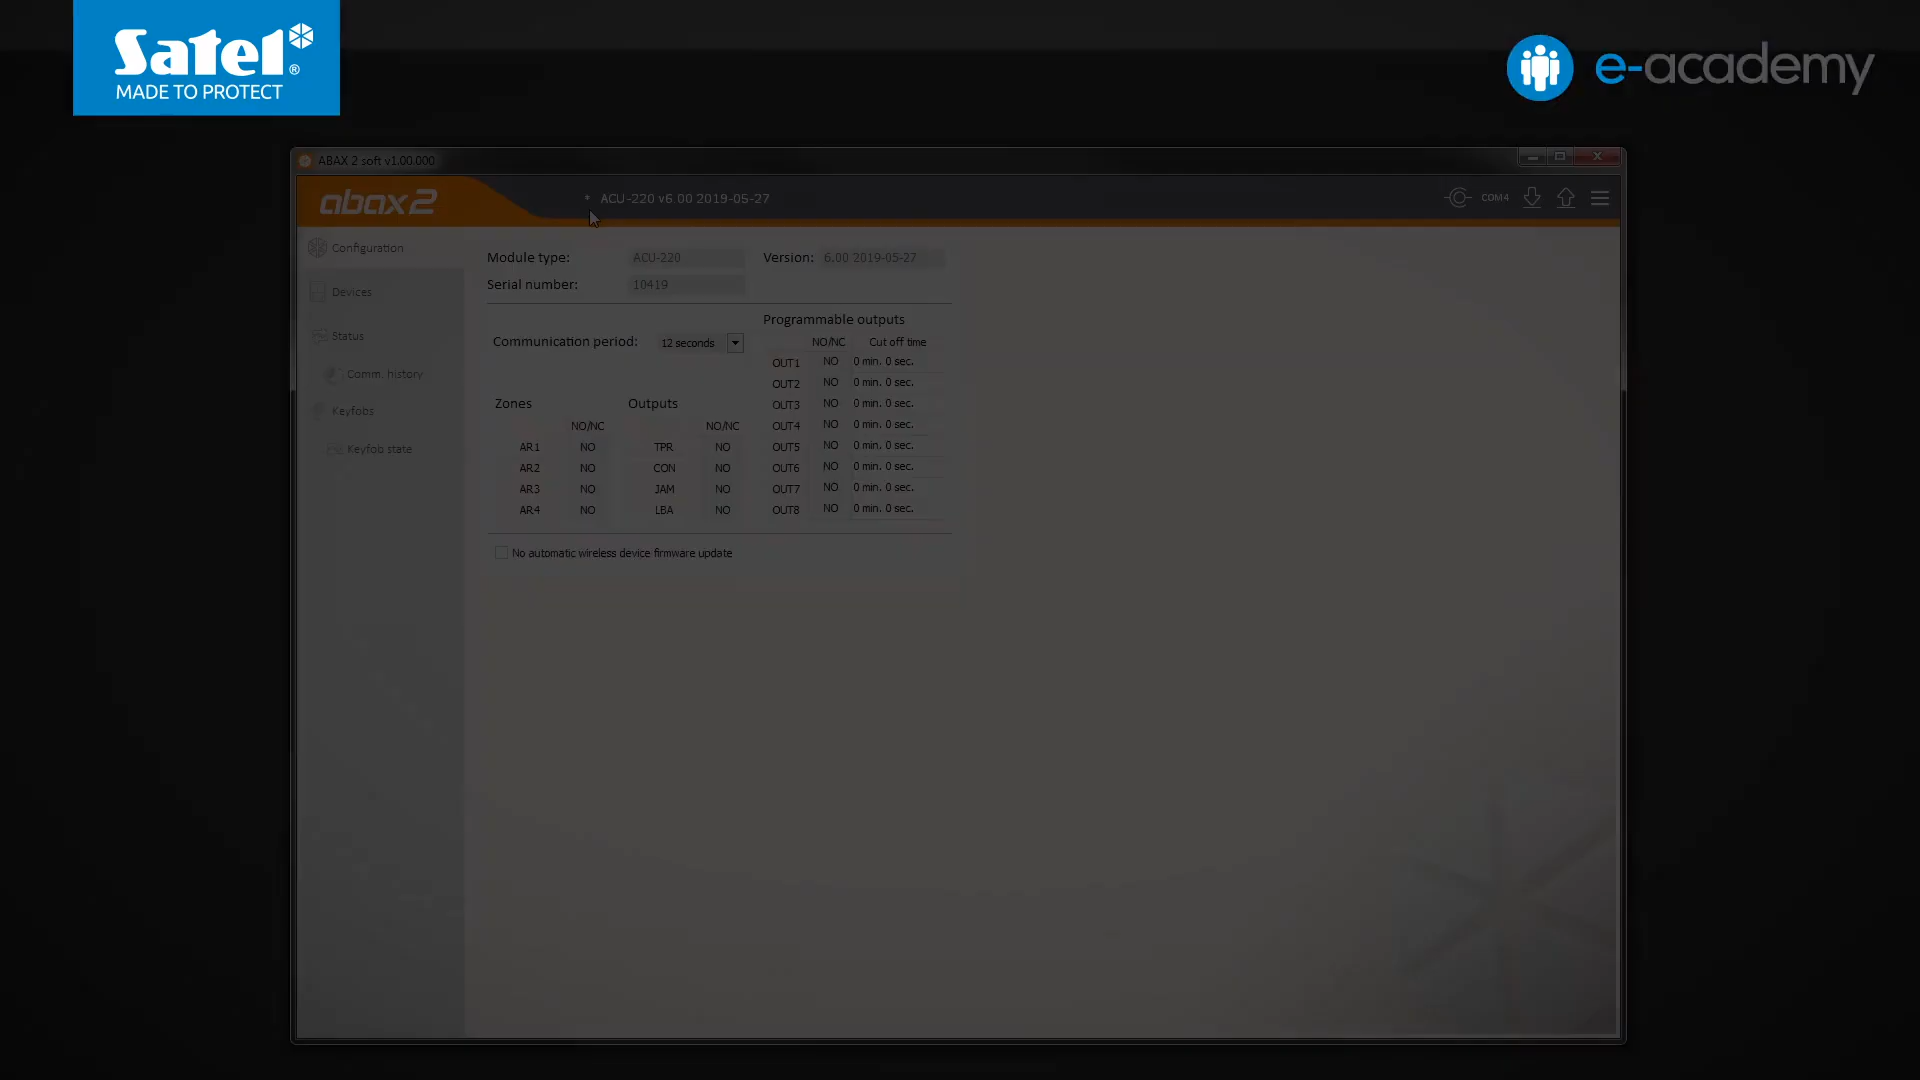 Satel®
MADE TO PROTECT
e-academy
ABAX 2 soft v1.00.000
abax2
* ACU-220 v6.00 2019-05-27
COM4
Configuration
Devices
Status
Comm. history
Keyfobs
Keyfob state
Module type: ACU-220 Version: 6.00 2019-05-27
Serial number: 10419
Programmable outputs
Communication period: 12 seconds
NO/NC Cut off time
OUT1 NO 0 min. 0 sec.
OUT2 NO 0 min. 0 sec.
OUT3 NO 0 min. 0 sec.
OUT4 NO 0 min. 0 sec.
OUT5 NO 0 min. 0 sec.
OUT6 NO 0 min. 0 sec.
OUT7 NO 0 min. 0 sec.
OUT8 NO 0 min. 0 sec.
Zones
NO/NC
AR1 NO
AR2 NO
AR3 NO
AR4 NO
Outputs
NO/NC
TPR NO
CON NO
JAM NO
LBA NO
No automatic wireless device firmware update